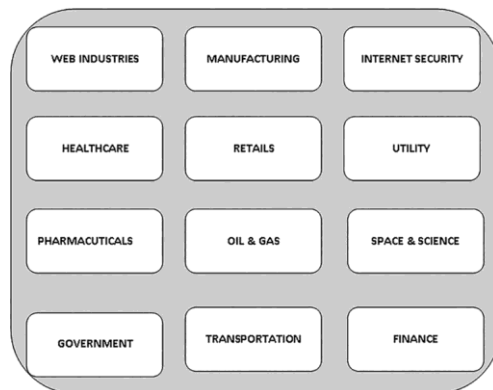 WEB INDUSTRIES
MANUFACTURING
INTERNET SECURITY
HEALTHCARE
RETAILS
UTILITY
PHARMACUTICALS
OIL & GAS
SPACE & SCIENCE
GOVERNMENT
TRANSPORTATION
FINANCE